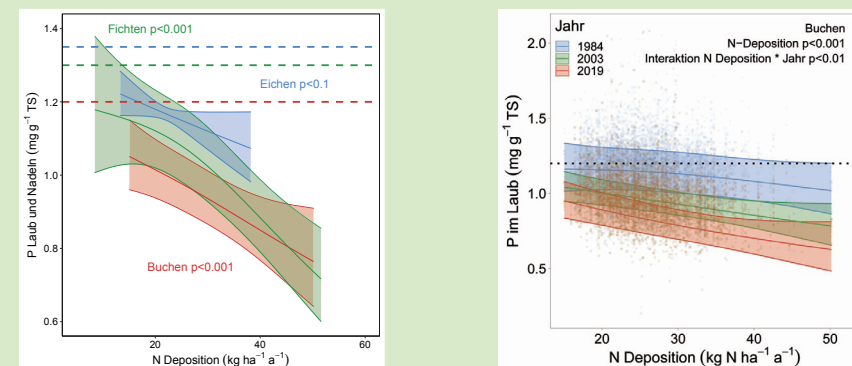 P Laub und Nadeln (mg g⁻¹ TS)
1.4
1.2
1.0
0.8
0.6
Fichten p<0.001
Eichen p<0.1
Buchen p<0.001
20
40
60
N Deposition (kg ha⁻¹ a⁻¹)
P im Laub (mg g⁻¹ TS)
2.0
1.5
1.0
0.5
Jahr
1984
2003
2019
Buchen
N−Deposition p<0.001
Interaktion N Deposition * Jahr p<0.01
20
30
40
50
N Deposition (kg N ha⁻¹ a⁻¹)